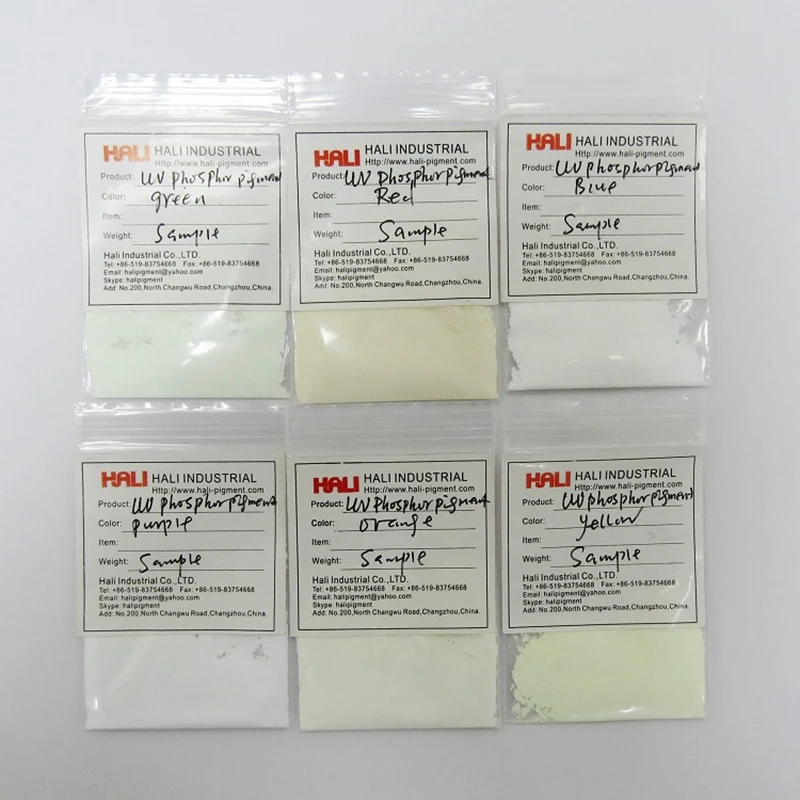 HALI HALI INDUSTRIAL
Http://www.hali-pigment.com
Product: UV phosphor pigment
Color: green
Item:
Weight: Sample
Hali Industrial Co.,LTD.
Tel: +86-519-83754668 Fax: +86-519-83754668
Email: halipigment@yahoo.com
Skype: halipigment
Add: No.200,North Changwu Road,Changzhou,China.
HALI HALI INDUSTRIAL
Http://www.hali-pigment.com
Product: UV phosphor pigment
Color: Red
Item:
Weight: Sample
Hali Industrial Co.,LTD.
Tel: +86-519-83754668 Fax: +86-519-83754668
Email: halipigment@yahoo.com
Skype: halipigment
Add: No.200,North Changwu Road,Changzhou,China.
HALI HALI INDUSTRIAL
Http://www.hali-pigment.com
Product: UV phosphor pigment
Color: Blue
Item:
Weight: Sample
Hali Industrial Co.,LTD.
Tel: +86-519-83754668 Fax: +86-519-83754668
Email: halipigment@yahoo.com
Skype: halipigment
Add: No.200,North Changwu Road,Changzhou,China.
HALI HALI INDUSTRIAL
Http://www.hali-pigment.com
Product: UV phosphor pigment
Color: purple
Item:
Weight: Sample
Hali Industrial Co.,LTD.
Tel: +86-519-83754668 Fax: +86-519-83754668
Email: halipigment@yahoo.com
Skype: halipigment
Add: No.200,North Changwu Road,Changzhou,China.
HALI HALI INDUSTRIAL
Http://www.hali-pigment.com
Product: UV phosphor pigment
Color: orange
Item:
Weight: Sample
Hali Industrial Co.,LTD.
Tel: +86-519-83754668 Fax: +86-519-83754668
Email: halipigment@yahoo.com
Skype: halipigment
Add: No.200,North Changwu Road,Changzhou,China.
HALI HALI INDUSTRIAL
Http://www.hali-pigment.com
Product: UV phosphor pigment
Color: yellow
Item:
Weight: Sample
Hali Industrial Co.,LTD.
Tel: +86-519-83754668 Fax: +86-519-83754668
Email: halipigment@yahoo.com
Skype: halipigment
Add: No.200,North Changwu Road,Changzhou,China.